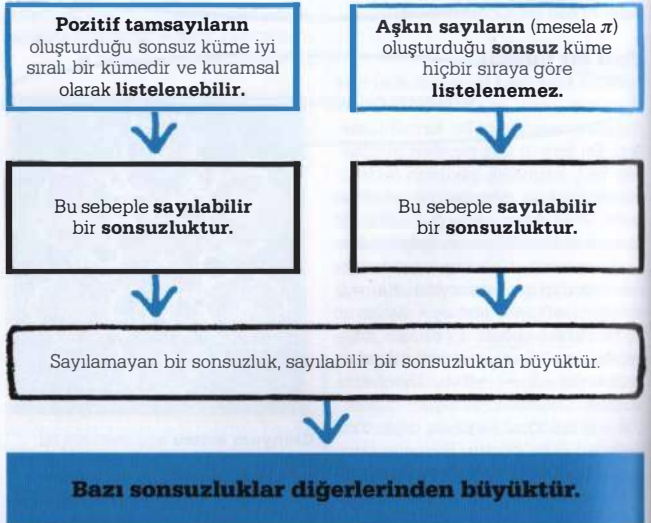 Pozitif tamsayıların
oluşturduğu sonsuz küme iyi
sıralı bir kümedir ve kuramsal
olarak listelenebilir.
Aşkın sayıların (mesela π)
oluşturduğu sonsuz küme
hiçbir sıraya göre
listelenemez.
Bu sebeple sayılabilir
bir sonsuzluktur.
Bu sebeple sayılabilir
bir sonsuzluktur.
Sayılamayan bir sonsuzluk, sayılabilir bir sonsuzluktan büyüktür.
Bazı sonsuzluklar diğerlerinden büyüktür.